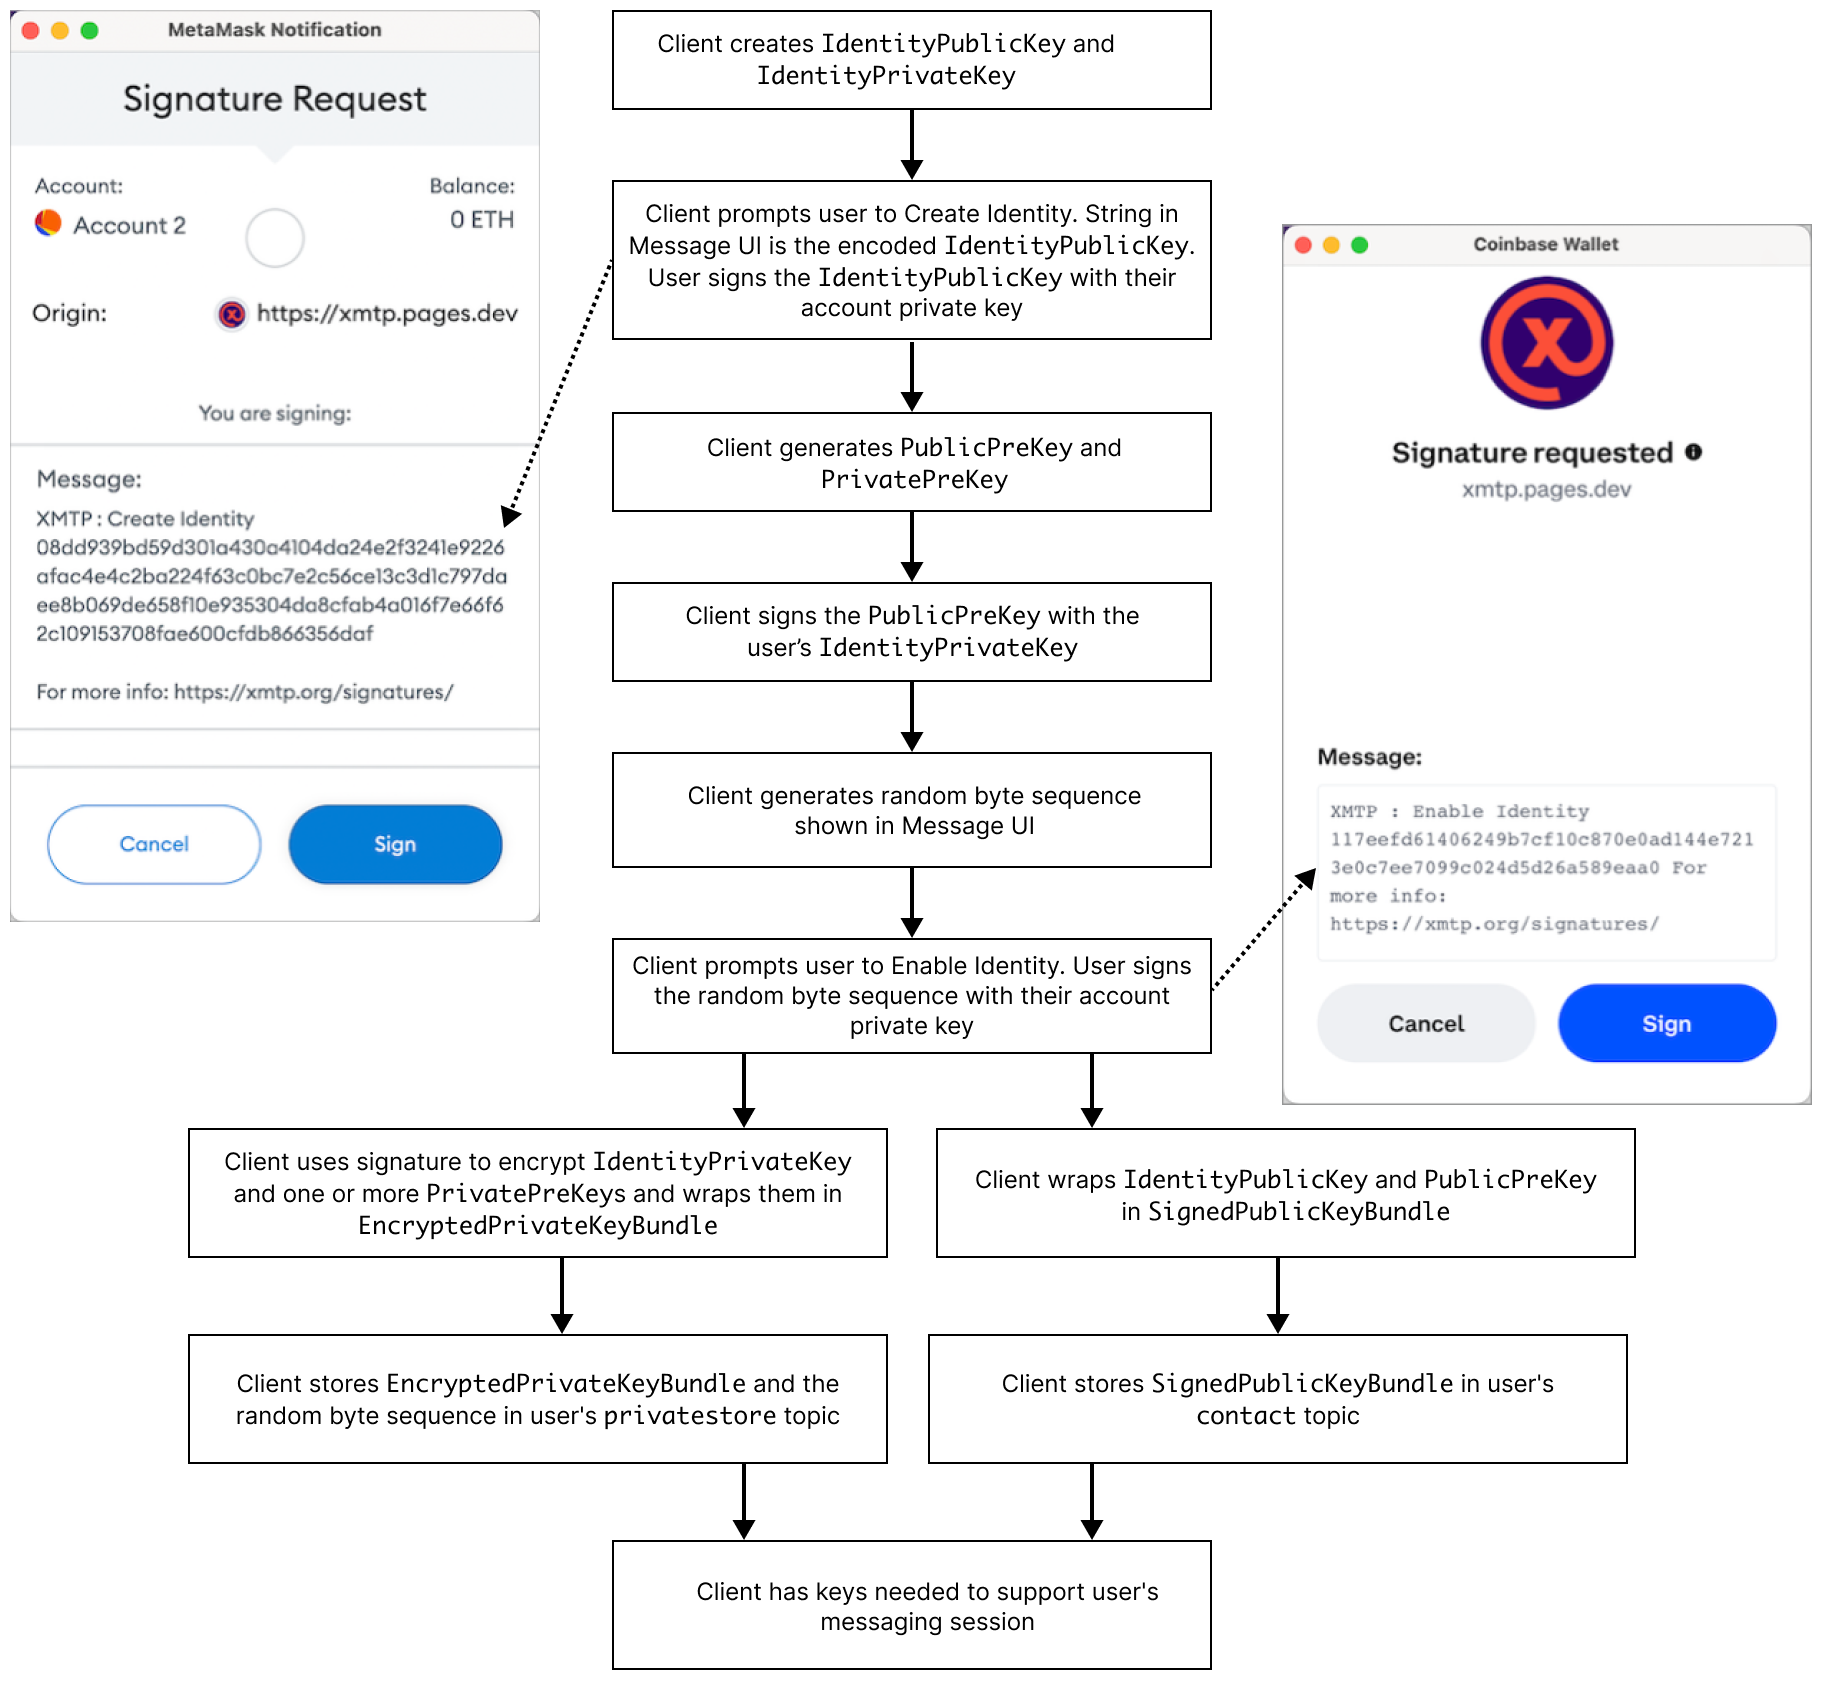 MetaMask Notification
Signature Request
Account:
Balance:
Account 2
0 ETH
Origin:
https://xmtp.pages.dev
You are signing:
Message:
XMTP : Create Identity
08dd939bd59d301a430a4104da24e2f3241e9226
afac4e4c2ba224f63c0bc7e2c56ce13c3d1c797da
ee8b069de658f10e935304da8cfab4a016f7e66f6
2c109153708fae600cfdb866356daf
For more info: https://xmtp.org/signatures/
Cancel
Sign
Client creates IdentityPublicKey and
IdentityPrivateKey
Client prompts user to Create Identity. String in
Message UI is the encoded IdentityPublicKey.
User signs the IdentityPublicKey with their
account private key
Client generates PublicPreKey and
PrivatePreKey
Client signs the PublicPreKey with the
user’s IdentityPrivateKey
Client generates random byte sequence
shown in Message UI
Client prompts user to Enable Identity. User signs
the random byte sequence with their account
private key
Coinbase Wallet
Signature requested
xmtp.pages.dev
Message:
XMTP : Enable Identity
117eefd61406249b7cf10c870e0ad144e721
3e0c7ee7099c024d5d26a589eaa0 For
more info:
https://xmtp.org/signatures/
Cancel
Sign
Client uses signature to encrypt IdentityPrivateKey
and one or more PrivatePreKeys and wraps them in
EncryptedPrivateKeyBundle
Client wraps IdentityPublicKey and PublicPreKey
in SignedPublicKeyBundle
Client stores EncryptedPrivateKeyBundle and the
random byte sequence in user's privatestore topic
Client stores SignedPublicKeyBundle in user's
contact topic
Client has keys needed to support user's
messaging session